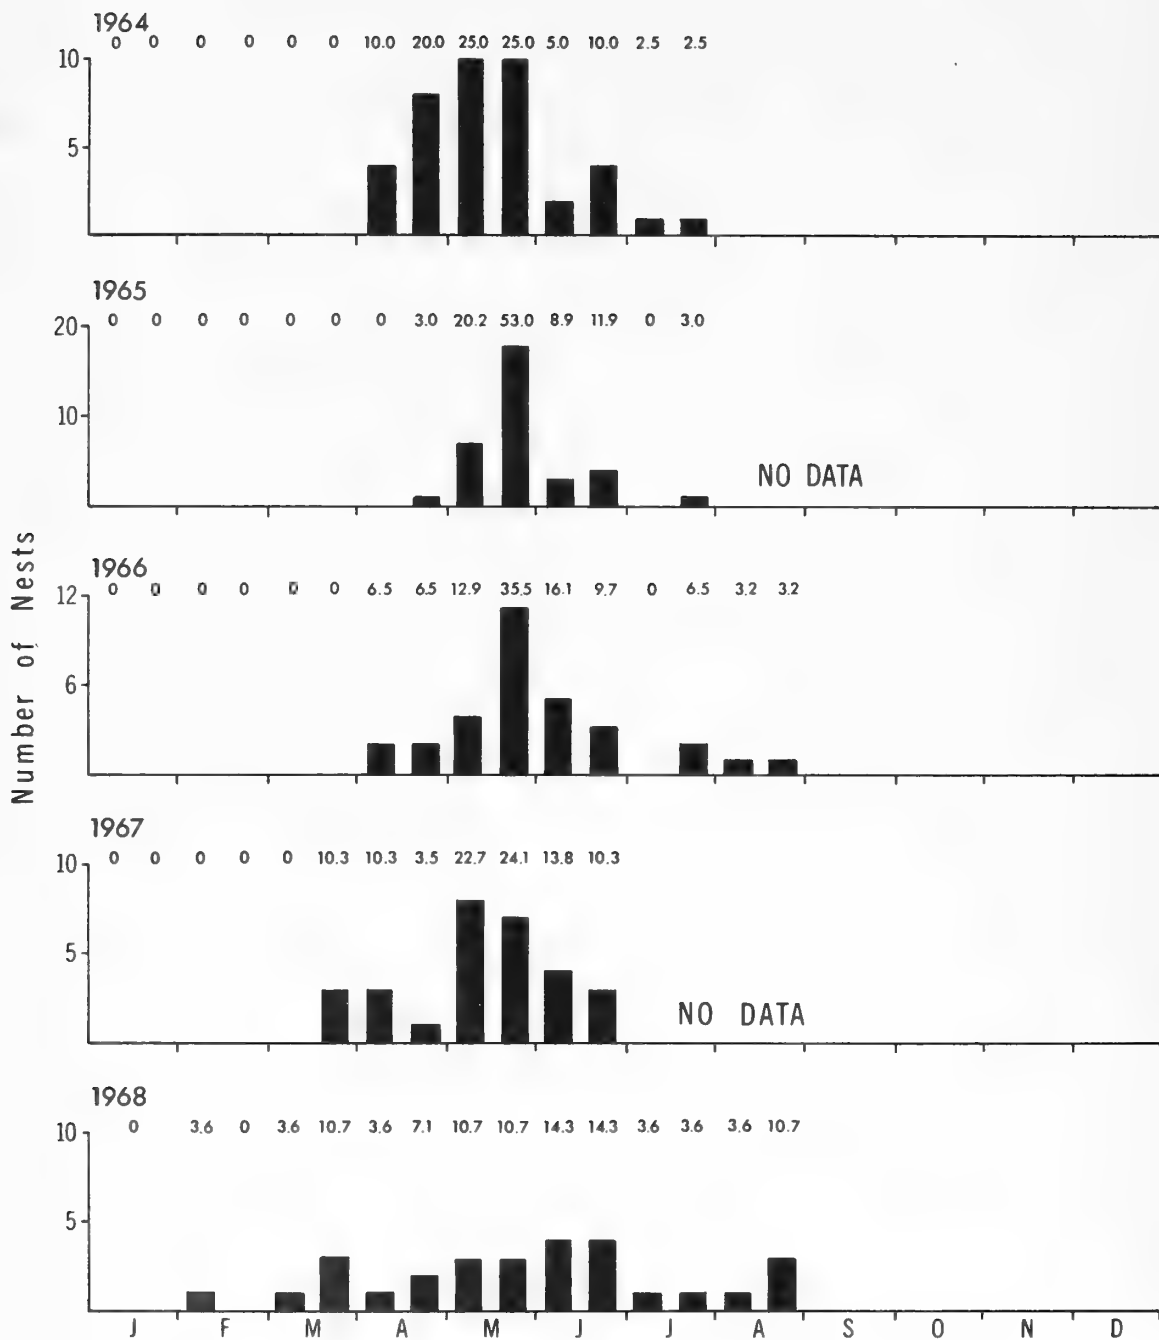 1964
0 0 0 0 0 0 10.0 20.0 25.0 25.0 5.0 10.0 2.5 2.5
10
5
1965
0 0 0 0 0 0 0 3.0 20.2 53.0 8.9 11.9 0 3.0
20
10
NO DATA
1966
0 0 0 0 0 0 6.5 6.5 12.9 35.5 16.1 9.7 0 6.5 3.2 3.2
12
6
Number of Nests
1967
0 0 0 0 0 10.3 10.3 3.5 22.7 24.1 13.8 10.3
10
5
NO DATA
1968
0 3.6 0 3.6 10.7 3.6 7.1 10.7 10.7 14.3 14.3 3.6 3.6 3.6 10.7
10
5
J F M A M J J A S O N D